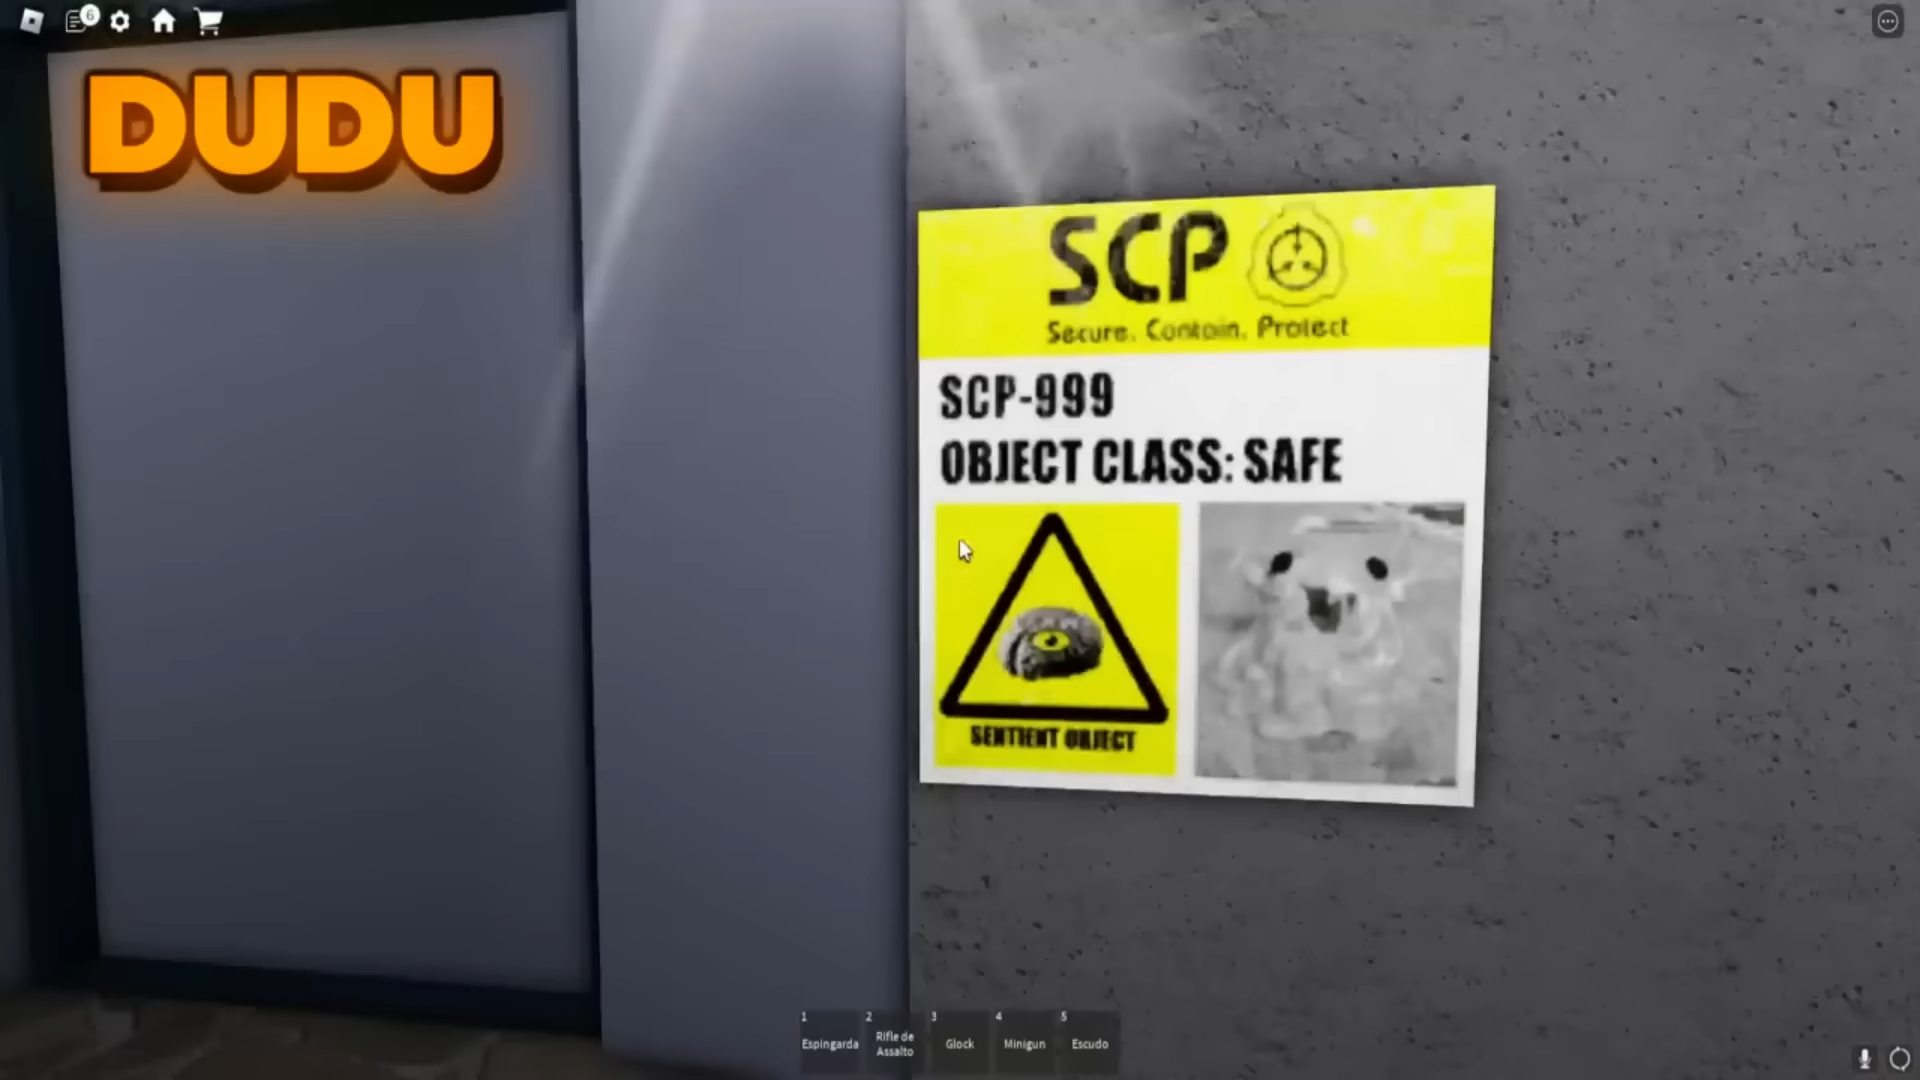 6
DUDU
SCP
Secure. Contain. Protect
SCP-999
OBJECT CLASS: SAFE
SENTIENT OBJECT
1
Espingarda
2
Rifle de
Assalto
3
Glock
4
Minigun
5
Escudo